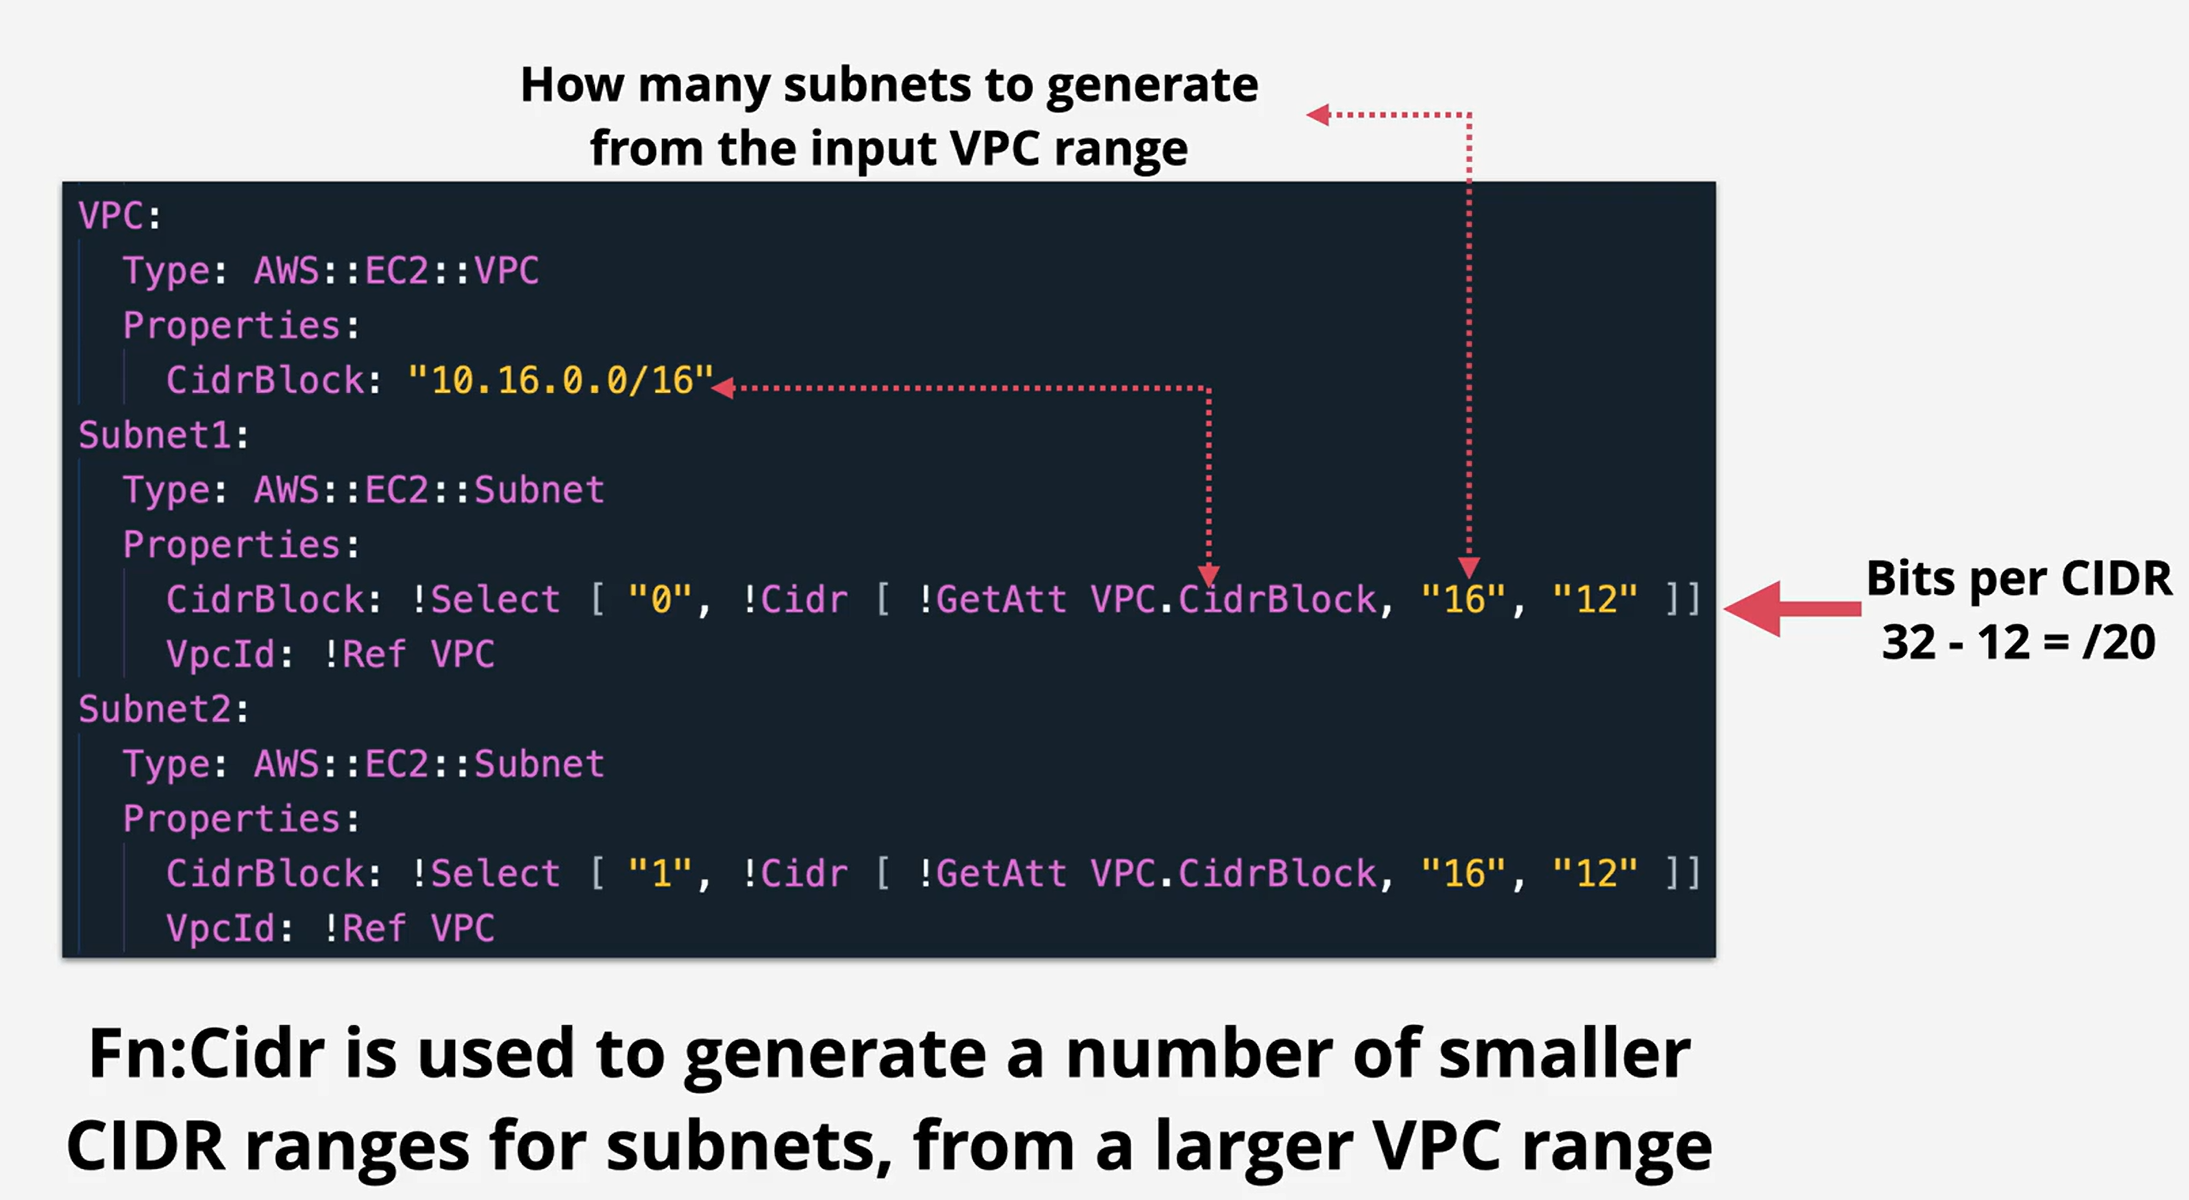 How many subnets to generate
from the input VPC range
VPC:
Type: AWS::EC2::VPC
Properties:
CidrBlock: "10.16.0.0/16"
Subnet1:
Type: AWS::EC2::Subnet
Properties:
CidrBlock: !Select [ "0", !Cidr [ !GetAtt VPC.CidrBlock, "16", "12" ]]
VpcId: !Ref VPC
Subnet2:
Type: AWS::EC2::Subnet
Properties:
CidrBlock: !Select [ "1", !Cidr [ !GetAtt VPC.CidrBlock, "16", "12" ]]
VpcId: !Ref VPC
Bits per CIDR
32 - 12 = /20
Fn:Cidr is used to generate a number of smaller
CIDR ranges for subnets, from a larger VPC range